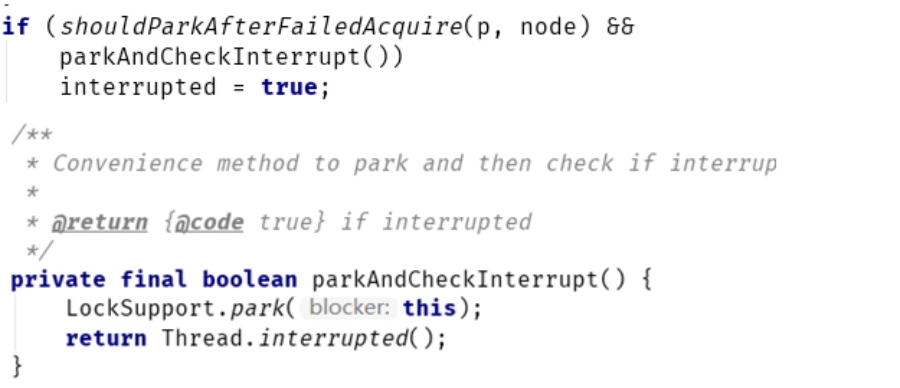 if (shouldParkAfterFailedAcquire(p, node) &&
parkAndCheckInterrupt())
interrupted = true;
/**
* Convenience method to park and then check if interrup
*
* @return {@code true} if interrupted
*/
private final boolean parkAndCheckInterrupt() {
LockSupport.park( blocker: this);
return Thread.interrupted();
}